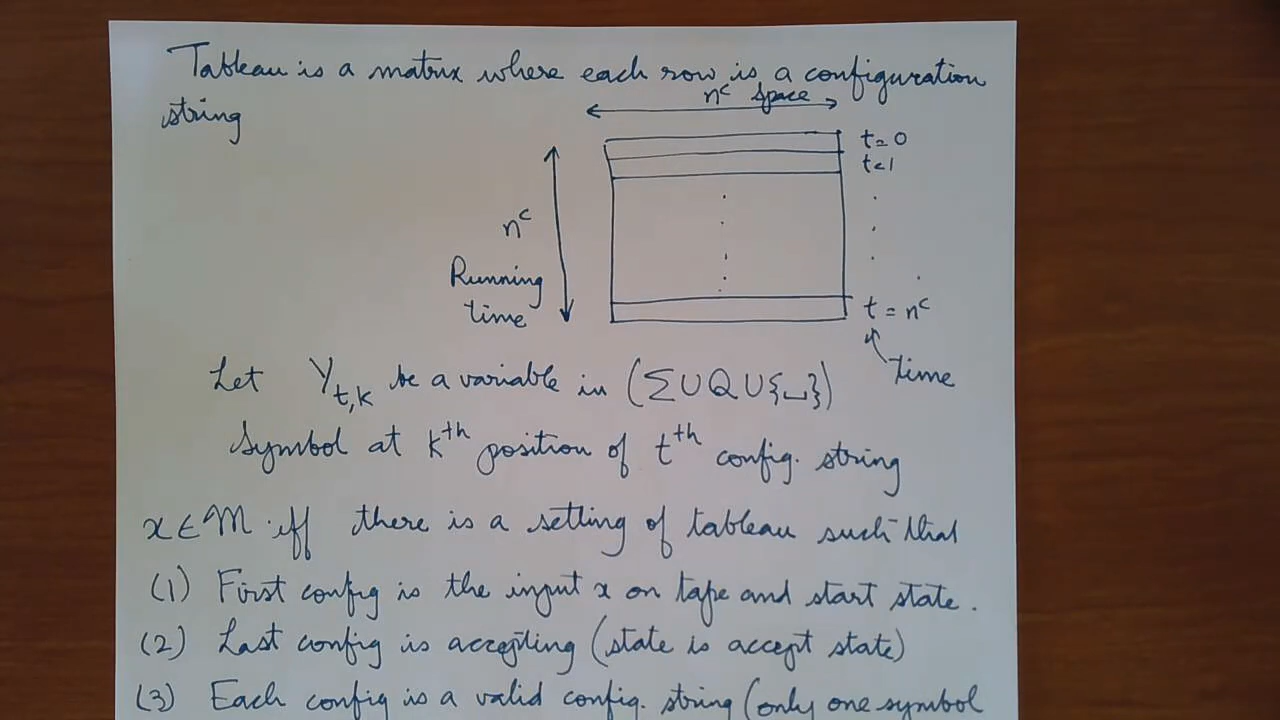 Tableau is a matrix where each row is a configuration
string
n^c space
t=0
t=1
n^c
Running
time
t = n^c
time
Let Y_{t,k} be a variable in (Σ∪Q∪{⌴})
Symbol at k^th position of t^th config. string
x∈M iff there is a setting of tableau such that
(1) First config is the input x on tape and start state.
(2) Last config is accepting (state is accept state)
(3) Each config is a valid config. string (only one symbol